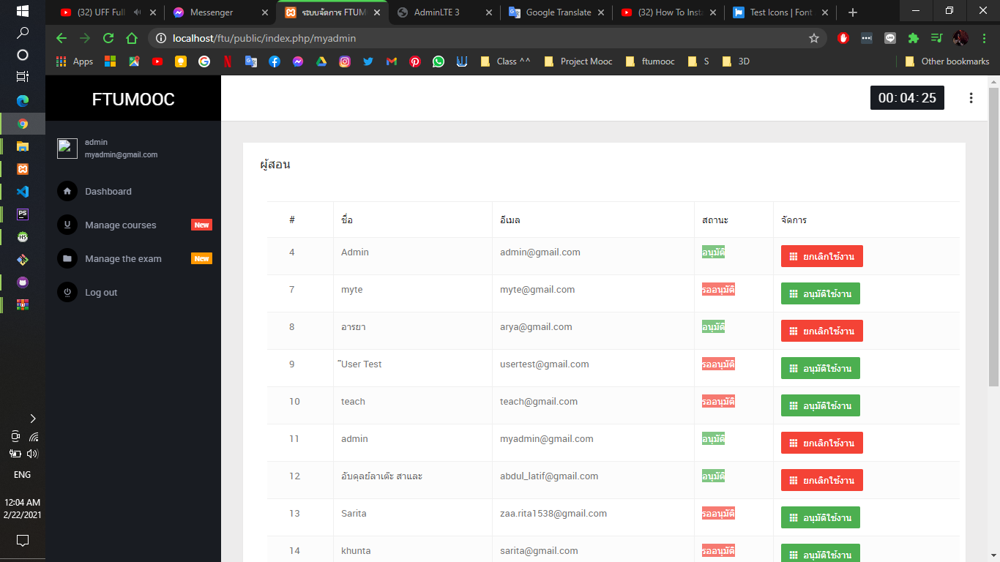 (32) UFF Full
Messenger
ระบบจัดการ FTUM
AdminLTE 3
Google Translate
(32) How To Inst
Test Icons | Font
localhost/ftu/public/index.php/myadmin
Apps
Class ^^
Project Mooc
ftumooc
S
3D
Other bookmarks
FTUMOOC
00: 04: 25
admin
myadmin@gmail.com
Dashboard
Manage courses New
Manage the exam New
Log out
ผู้สอน
# ชื่อ อีเมล สถานะ จัดการ
4 Admin admin@gmail.com อนุมัติ ยกเลิกใช้งาน
7 myte myte@gmail.com รออนุมัติ อนุมัติใช้งาน
8 อารยา arya@gmail.com อนุมัติ ยกเลิกใช้งาน
9 ็User Test usertest@gmail.com รออนุมัติ อนุมัติใช้งาน
10 teach teach@gmail.com รออนุมัติ อนุมัติใช้งาน
11 admin myadmin@gmail.com อนุมัติ ยกเลิกใช้งาน
12 อับดุลย์ลาเต๊ะ สาและ abdul_latif@gmail.com อนุมัติ ยกเลิกใช้งาน
13 Sarita zaa.rita1538@gmail.com รออนุมัติ อนุมัติใช้งาน
14 khunta sarita@gmail.com รออนุมัติ อนุมัติใช้งาน
PS
HS
ENG
12:04 AM
2/22/2021